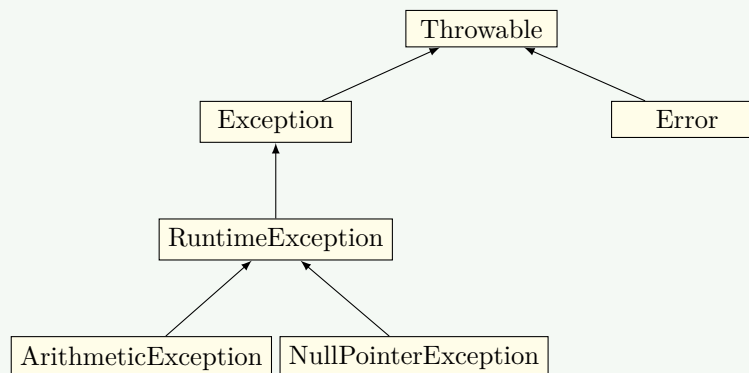 Throwable
Exception
Error
RuntimeException
ArithmeticException
NullPointerException